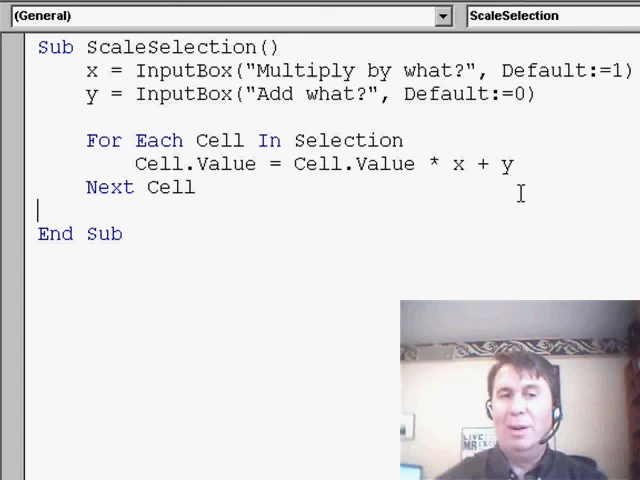 (General)
ScaleSelection
Sub ScaleSelection()
x = InputBox("Multiply by what?", Default:=1)
y = InputBox("Add what?", Default:=0)
For Each Cell In Selection
Cell.Value = Cell.Value * x + y
Next Cell
End Sub
LIVE